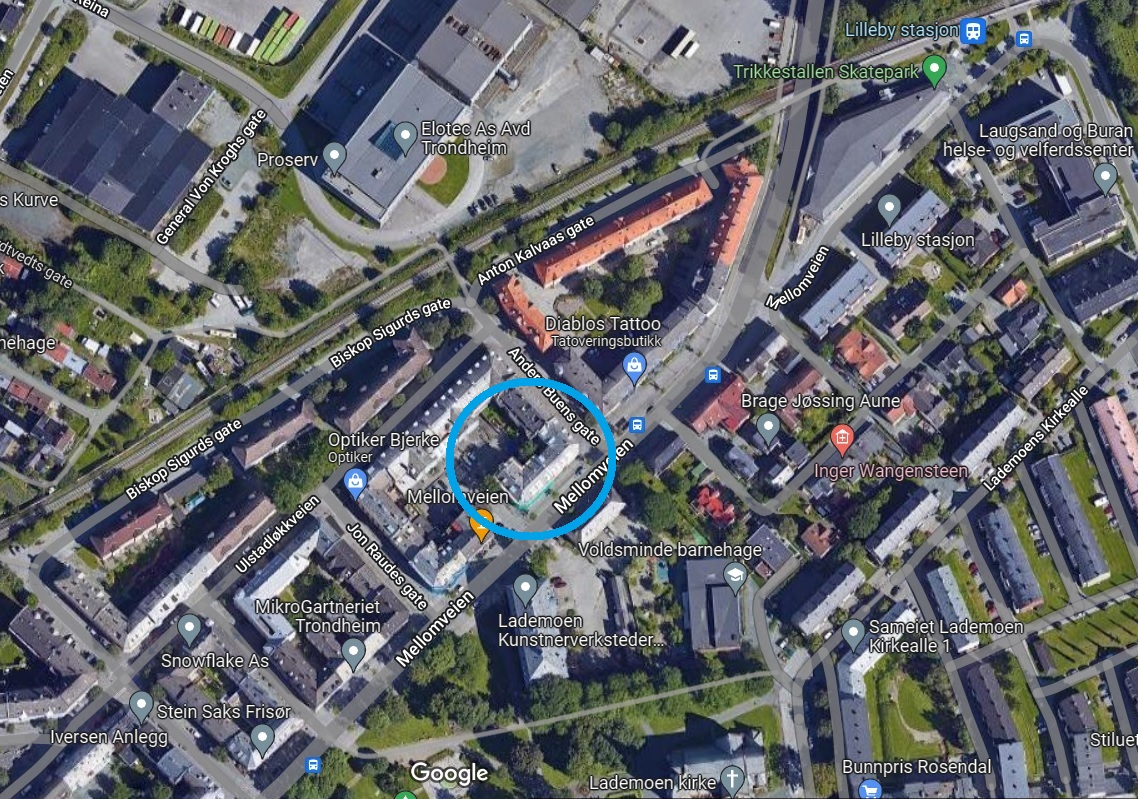 Reina
Lilleby stasjon
Trikkestallen Skatepark
Elotec As Avd
Trondheim
Proserv
General Von Kroghs gate
Laugsand og Buran
helse- og velferdssenter
s Kurve
Lilleby stasjon
Anton Kalvaas gate
Mellomveien
Biskop Sigurds gate
Diablos Tattoo
Tatoveringsbutikk
Anders Buens gate
Brage Jøssing Aune
Lademoens Kirkealle
Optiker Bjerke
Optiker
Biskop Sigurds gate
Mellomveien
Inger Wangensteen
Mellomveien
Ulstadløkkveien
Jon Raudes gate
Voldsminde barnehage
MikroGartneriet
Trondheim
Mellomveien
Lademoen
Kunstnerverksteder...
Sameiet Lademoen
Kirkealle 1
Snowflake As
Stein Saks Frisør
Iversen Anlegg
Google
Lademoen kirke
Bunnpris Rosendal